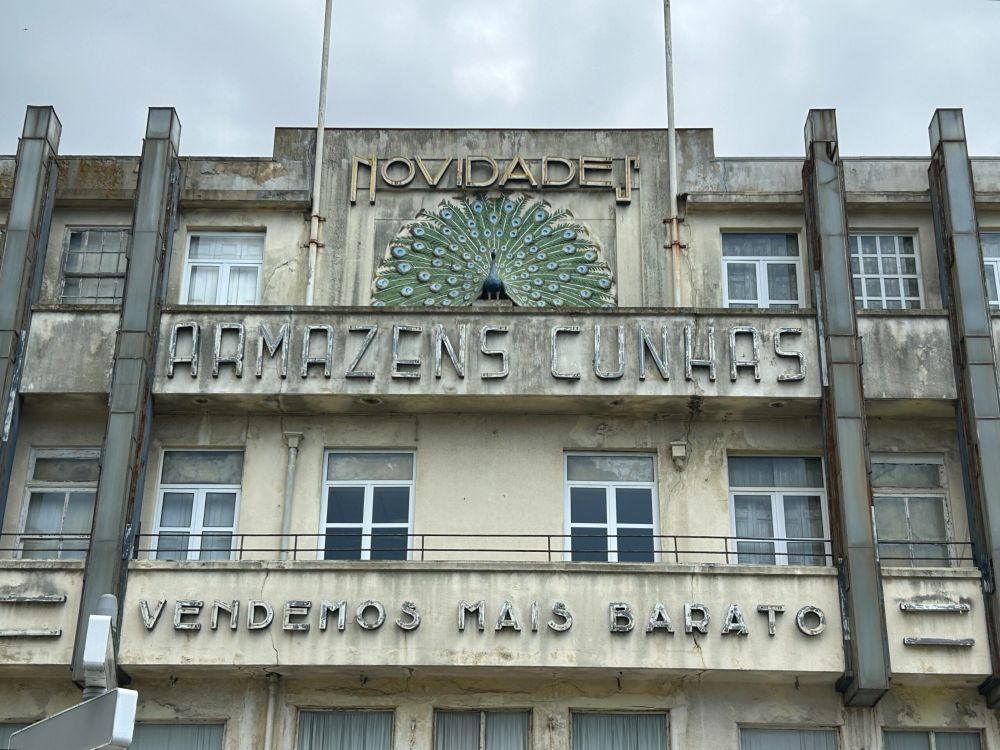 NOVIDADES
ARMAZENS CUNHAS
VENDEMOS MAIS BARATO